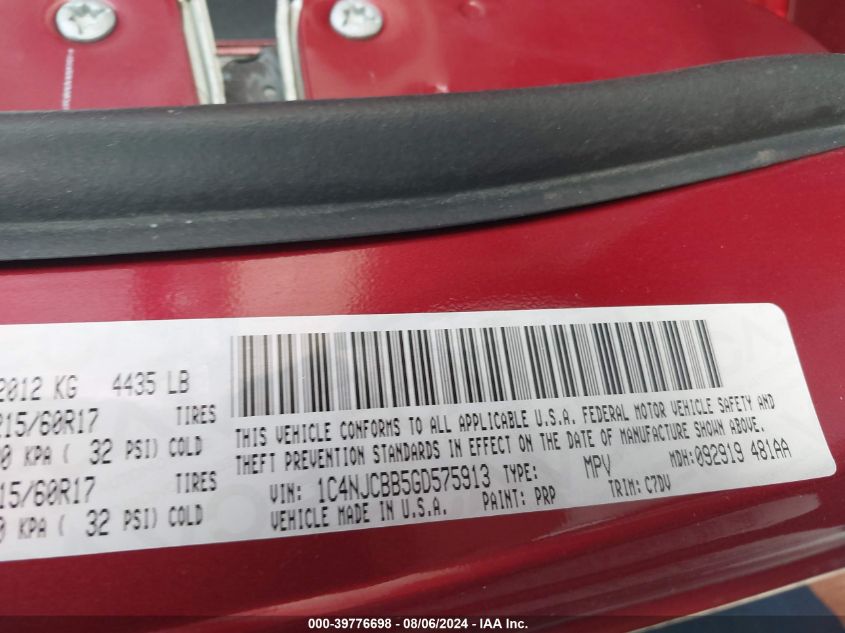 2012 KG 4435 LB
215/60R17 TIRES
0 KPA ( 32 PSI) COLD
15/60R17 TIRES
0 KPA ( 32 PSI) COLD
THIS VEHICLE CONFORMS TO ALL APPLICABLE U.S.A. FEDERAL MOTOR VEHICLE SAFETY AND
THEFT PREVENTION STANDARDS IN EFFECT ON THE DATE OF MANUFACTURE SHOWN ABOVE.
VIN: 1C4NJCBB5GD575913 TYPE: MPV MDH: 092919 481AA
VEHICLE MADE IN U.S.A. PAINT: PRP TRIM: C7DV
000-39776698 - 08/06/2024 - IAA Inc.